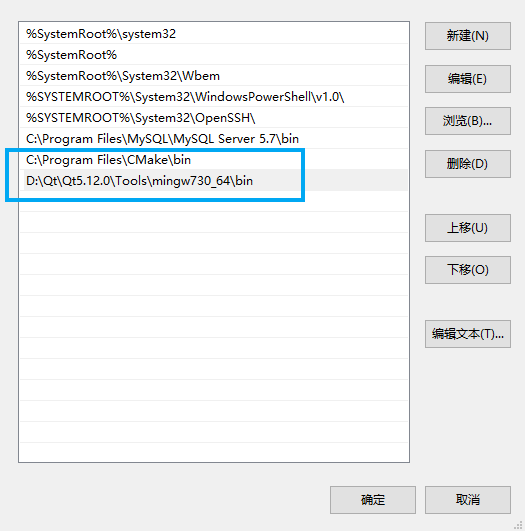 %SystemRoot%\system32
%SystemRoot%
%SystemRoot%\System32\Wbem
%SYSTEMROOT%\System32\WindowsPowerShell\v1.0\
%SYSTEMROOT%\System32\OpenSSH\
C:\Program Files\MySQL\MySQL Server 5.7\bin
C:\Program Files\CMake\bin
D:\Qt\Qt5.12.0\Tools\mingw730_64\bin
新建(N)
编辑(E)
浏览(B)...
删除(D)
上移(U)
下移(O)
编辑文本(T)...
确定
取消